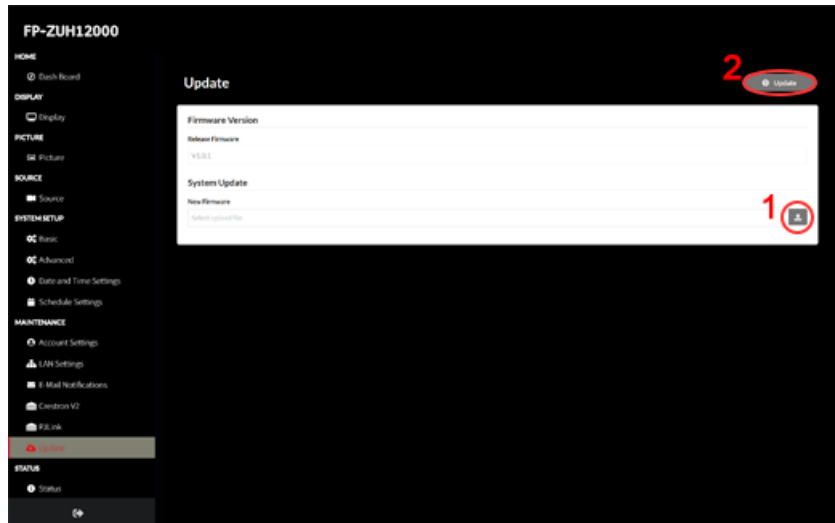 FP-ZUH12000
HOME
Dash Board
DISPLAY
Display
PICTURE
Picture
SOURCE
Source
SYSTEM SETUP
Basic
Advanced
Date and Time Settings
Schedule Settings
MAINTENANCE
Account Settings
LAN Settings
E-Mail Notifications
Crestron V2
PJLink
Update
STATUS
Status
Update
2
Update
Firmware Version
Release Firmware
System Update
New Firmware
Select upload file
1